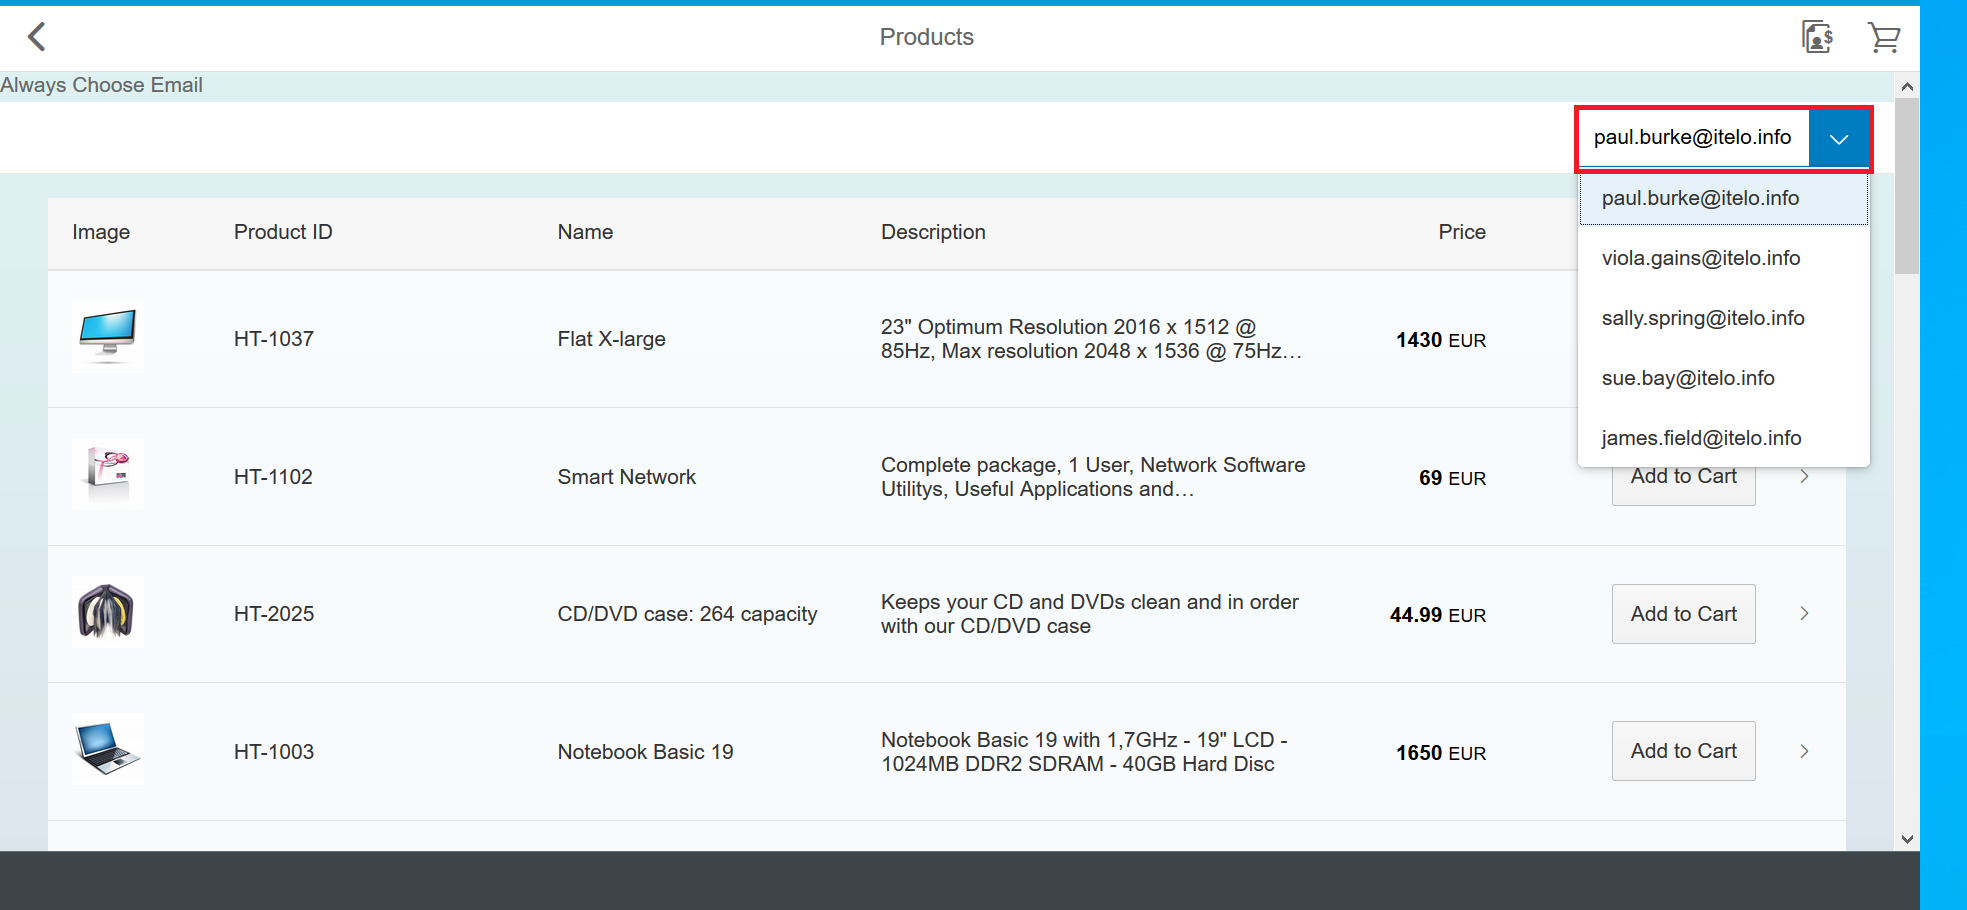 Products
Always Choose Email
paul.burke@itelo.info
paul.burke@itelo.info
viola.gains@itelo.info
sally.spring@itelo.info
sue.bay@itelo.info
james.field@itelo.info
Image Product ID Name Description Price
HT-1037 Flat X-large 23" Optimum Resolution 2016 x 1512 @
85Hz, Max resolution 2048 x 1536 @ 75Hz… 1430 EUR
HT-1102 Smart Network Complete package, 1 User, Network Software
Utilitys, Useful Applications and… 69 EUR Add to Cart
HT-2025 CD/DVD case: 264 capacity Keeps your CD and DVDs clean and in order
with our CD/DVD case 44.99 EUR Add to Cart
HT-1003 Notebook Basic 19 Notebook Basic 19 with 1,7GHz - 19" LCD -
1024MB DDR2 SDRAM - 40GB Hard Disc 1650 EUR Add to Cart